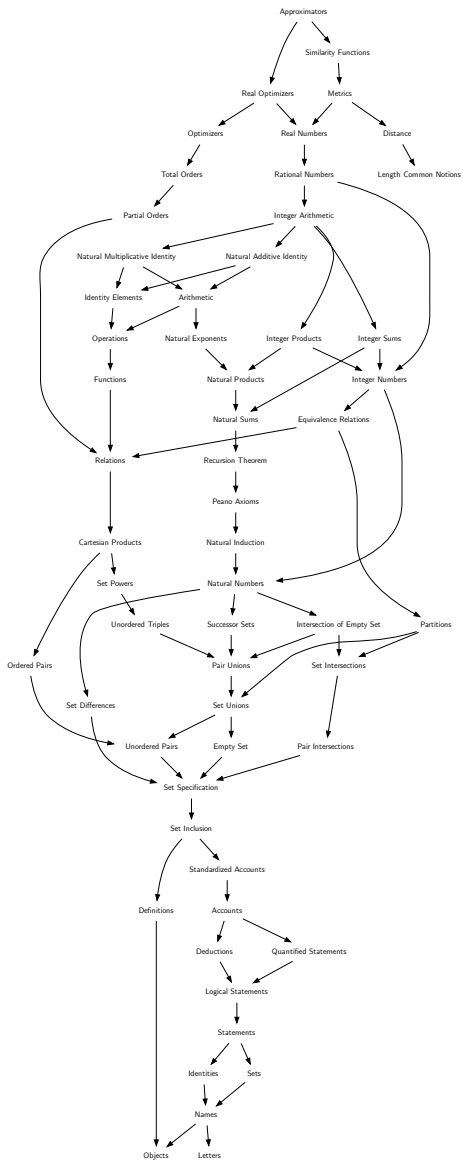 Approximators
Similarity Functions
Real Optimizers
Metrics
Optimizers
Real Numbers
Distance
Total Orders
Rational Numbers
Length Common Notions
Partial Orders
Integer Arithmetic
Natural Multiplicative Identity
Natural Additive Identity
Identity Elements
Arithmetic
Operations
Natural Exponents
Integer Products
Integer Sums
Functions
Natural Products
Integer Numbers
Natural Sums
Equivalence Relations
Relations
Recursion Theorem
Peano Axioms
Cartesian Products
Natural Induction
Set Powers
Natural Numbers
Unordered Triples
Successor Sets
Intersection of Empty Set
Partitions
Ordered Pairs
Pair Unions
Set Intersections
Set Differences
Set Unions
Unordered Pairs
Empty Set
Pair Intersections
Set Specification
Set Inclusion
Standardized Accounts
Definitions
Accounts
Deductions
Quantified Statements
Logical Statements
Statements
Identities
Sets
Names
Objects
Letters